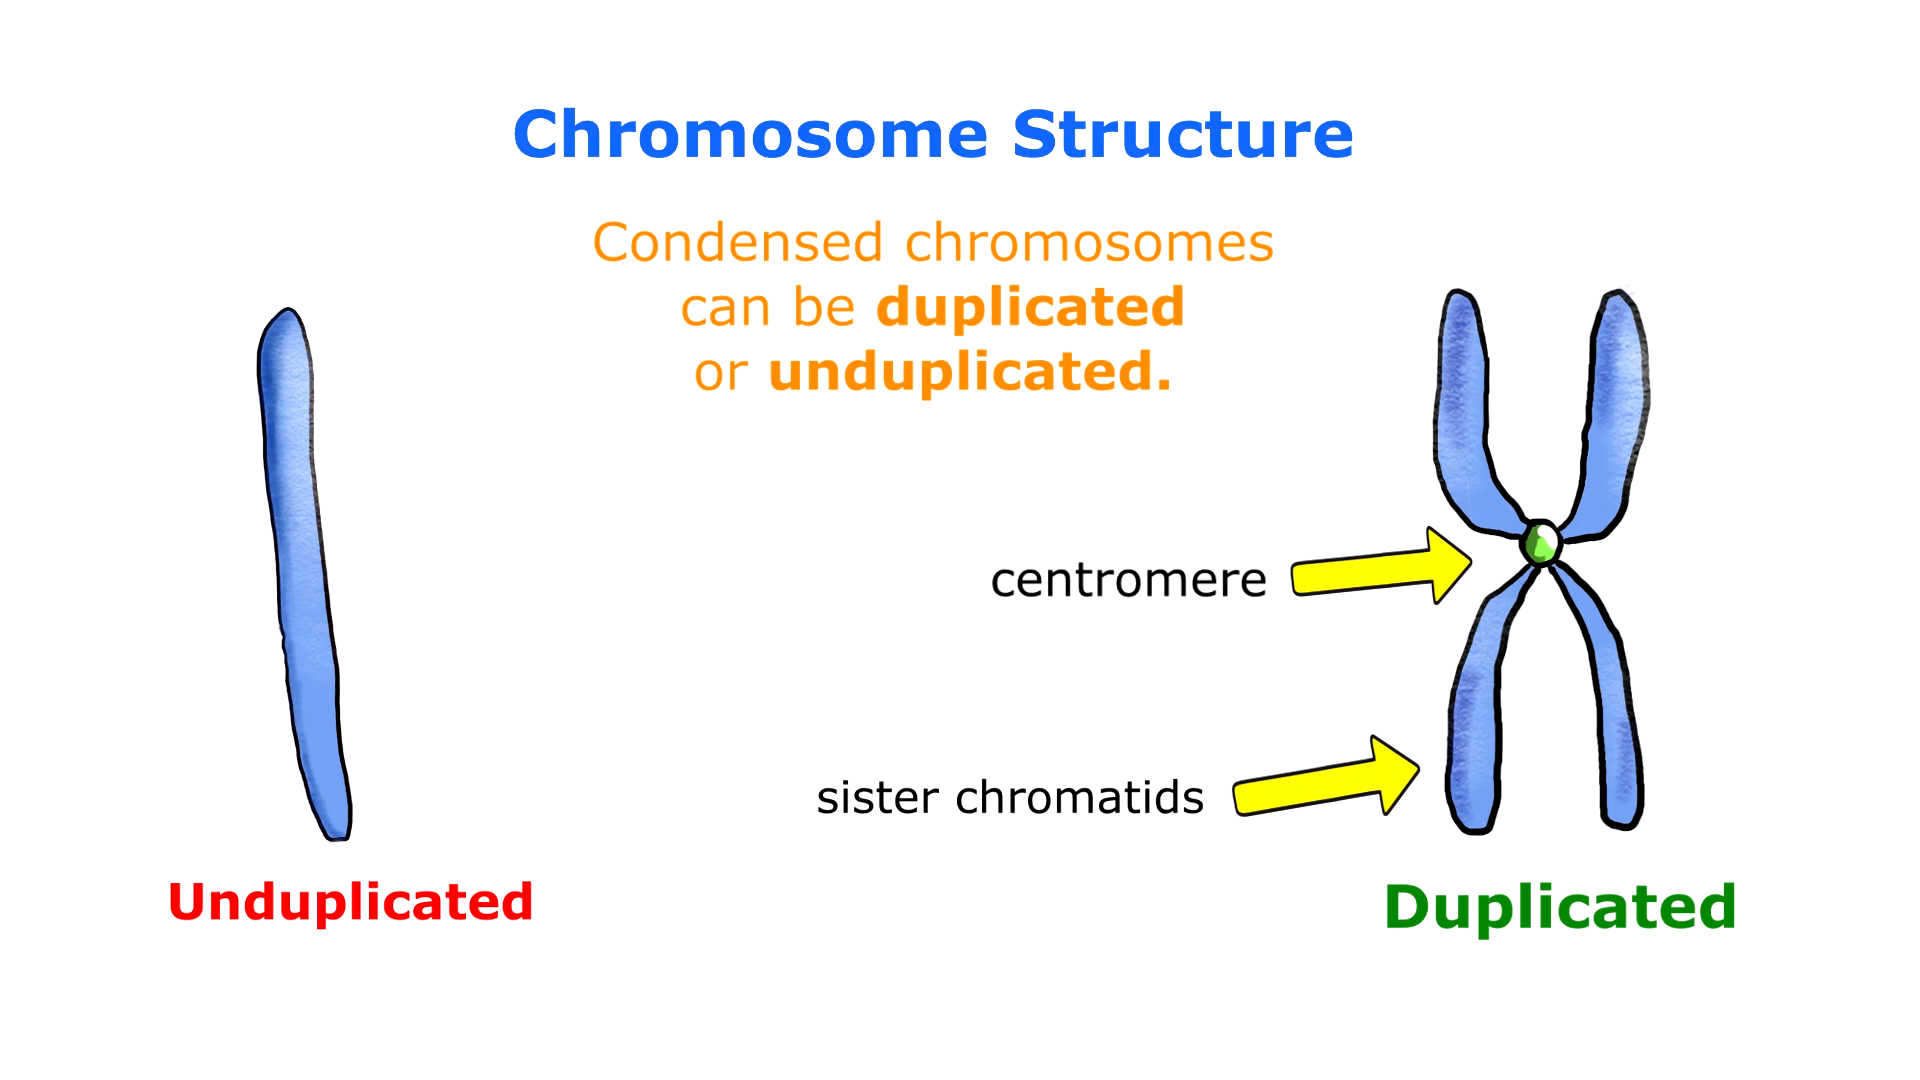 Chromosome Structure
Condensed chromosomes
can be duplicated
or unduplicated.
centromere
sister chromatids
Unduplicated
Duplicated